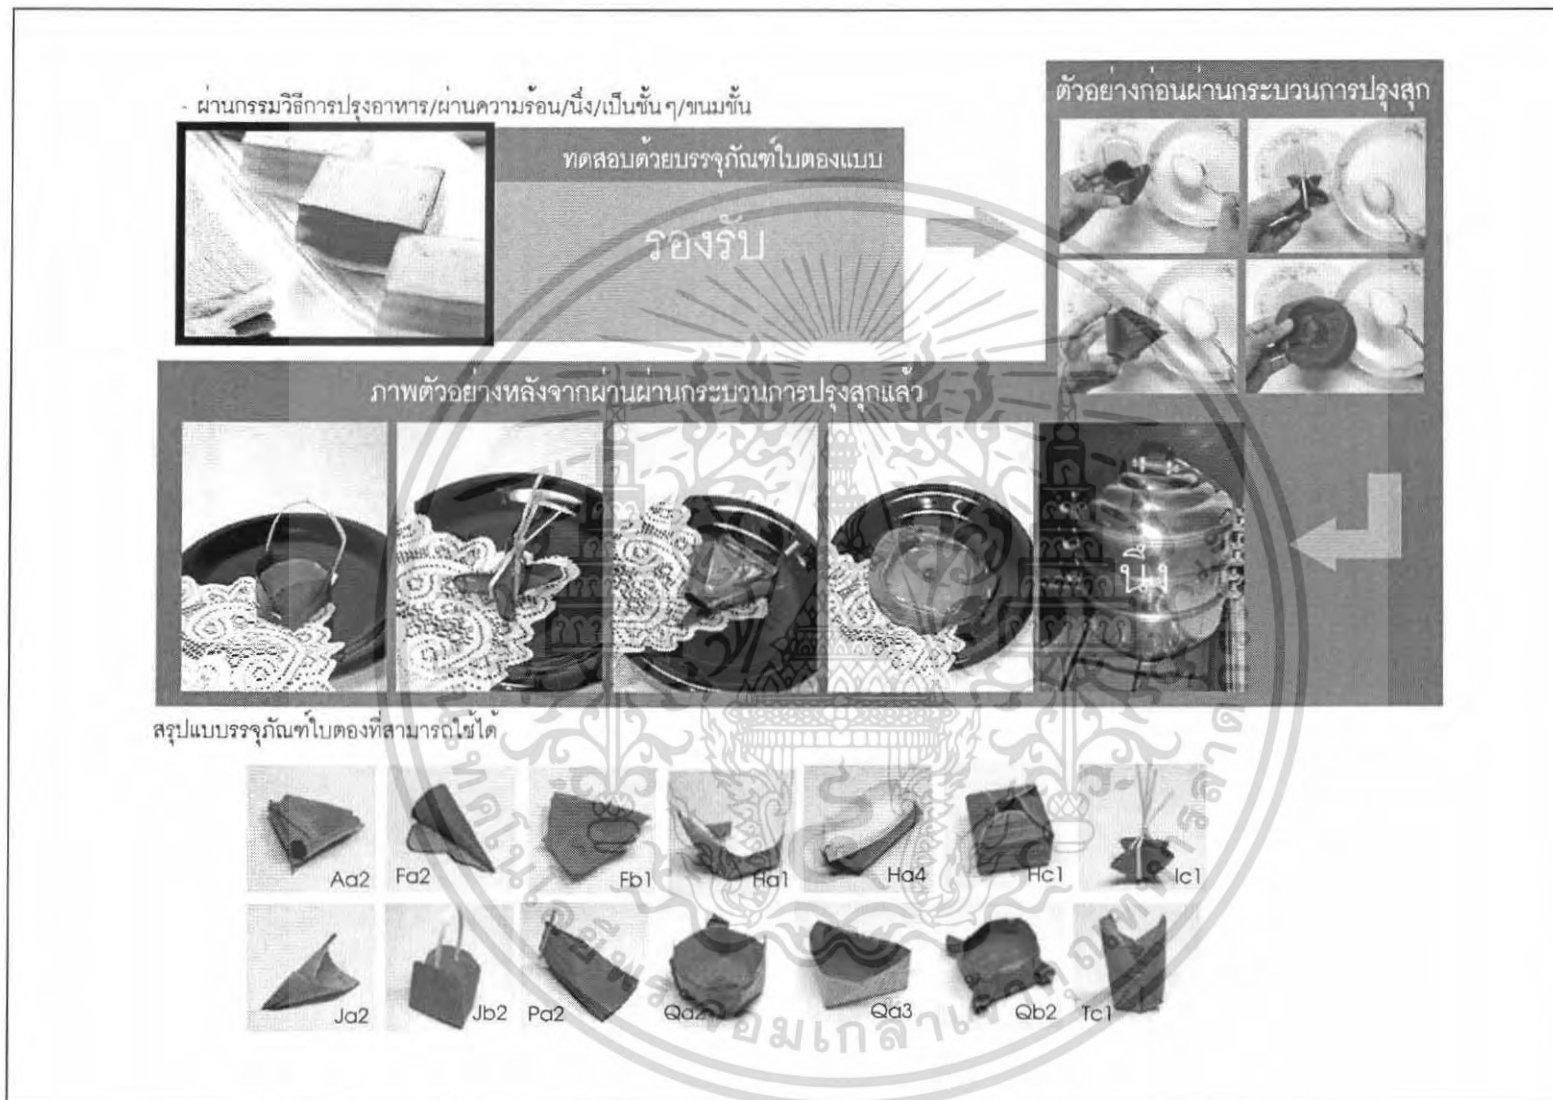 - ผ่านกรรมวิธีการปรุงอาหาร/ผ่านความร้อน/นึ่ง/เป็นชั้น ๆ/ขนมชั้น
ทดสอบด้วยบรรจุภัณฑ์ใบตองแบบ
รองรับ
ตัวอย่างก่อนผ่านกระบวนการปรุงสุก
ภาพตัวอย่างหลังจากผ่านผ่านกระบวนการปรุงสุกแล้ว
นึ่ง
สรุปแบบบรรจุภัณฑ์ใบตองที่สามารถใช้ได้
Aa2 Fa2 Fb1 Ha1 Ha4 Hc1 Ic1
Ja2 Jb2 Pa2 Qa2 Qa3 Qb2 Tc1